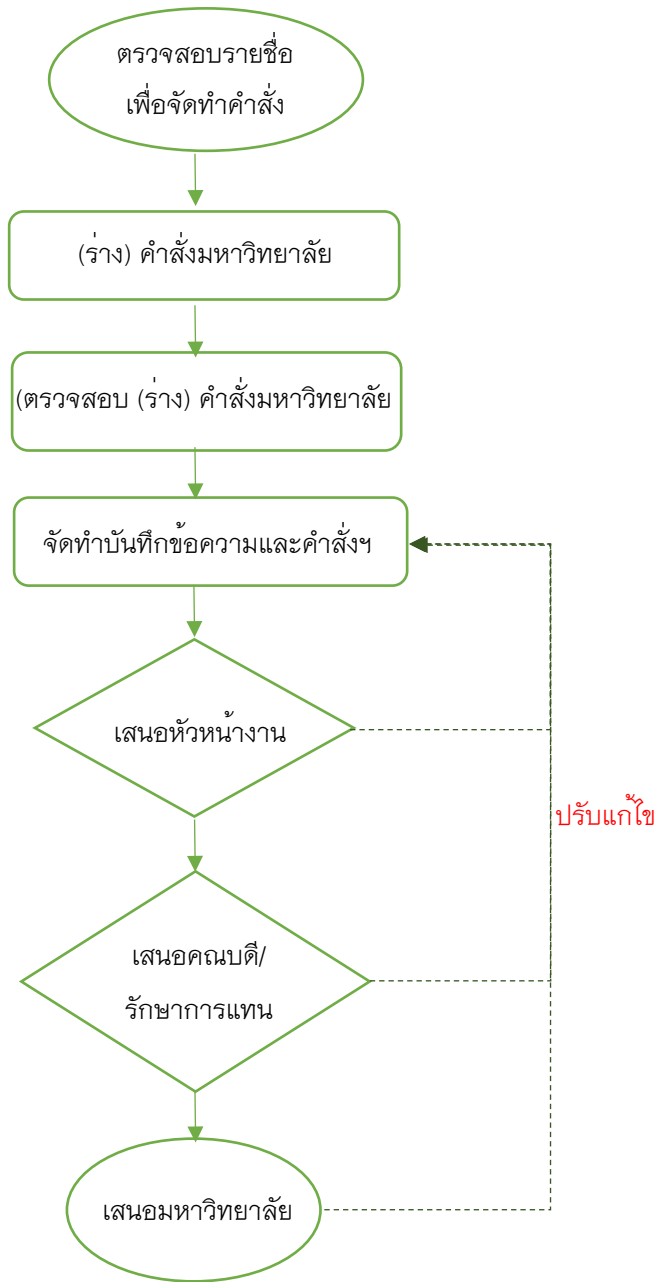 ตรวจสอบรายชื่อ
เพื่อจัดทำคำสั่ง
(ร่าง) คำสั่งมหาวิทยาลัย
(ตรวจสอบ (ร่าง) คำสั่งมหาวิทยาลัย
จัดทำบันทึกข้อความและคำสั่งฯ
เสนอหัวหน้างาน
ปรับแก้ไข
เสนอคณบดี/
รักษาการแทน
เสนอมหาวิทยาลัย